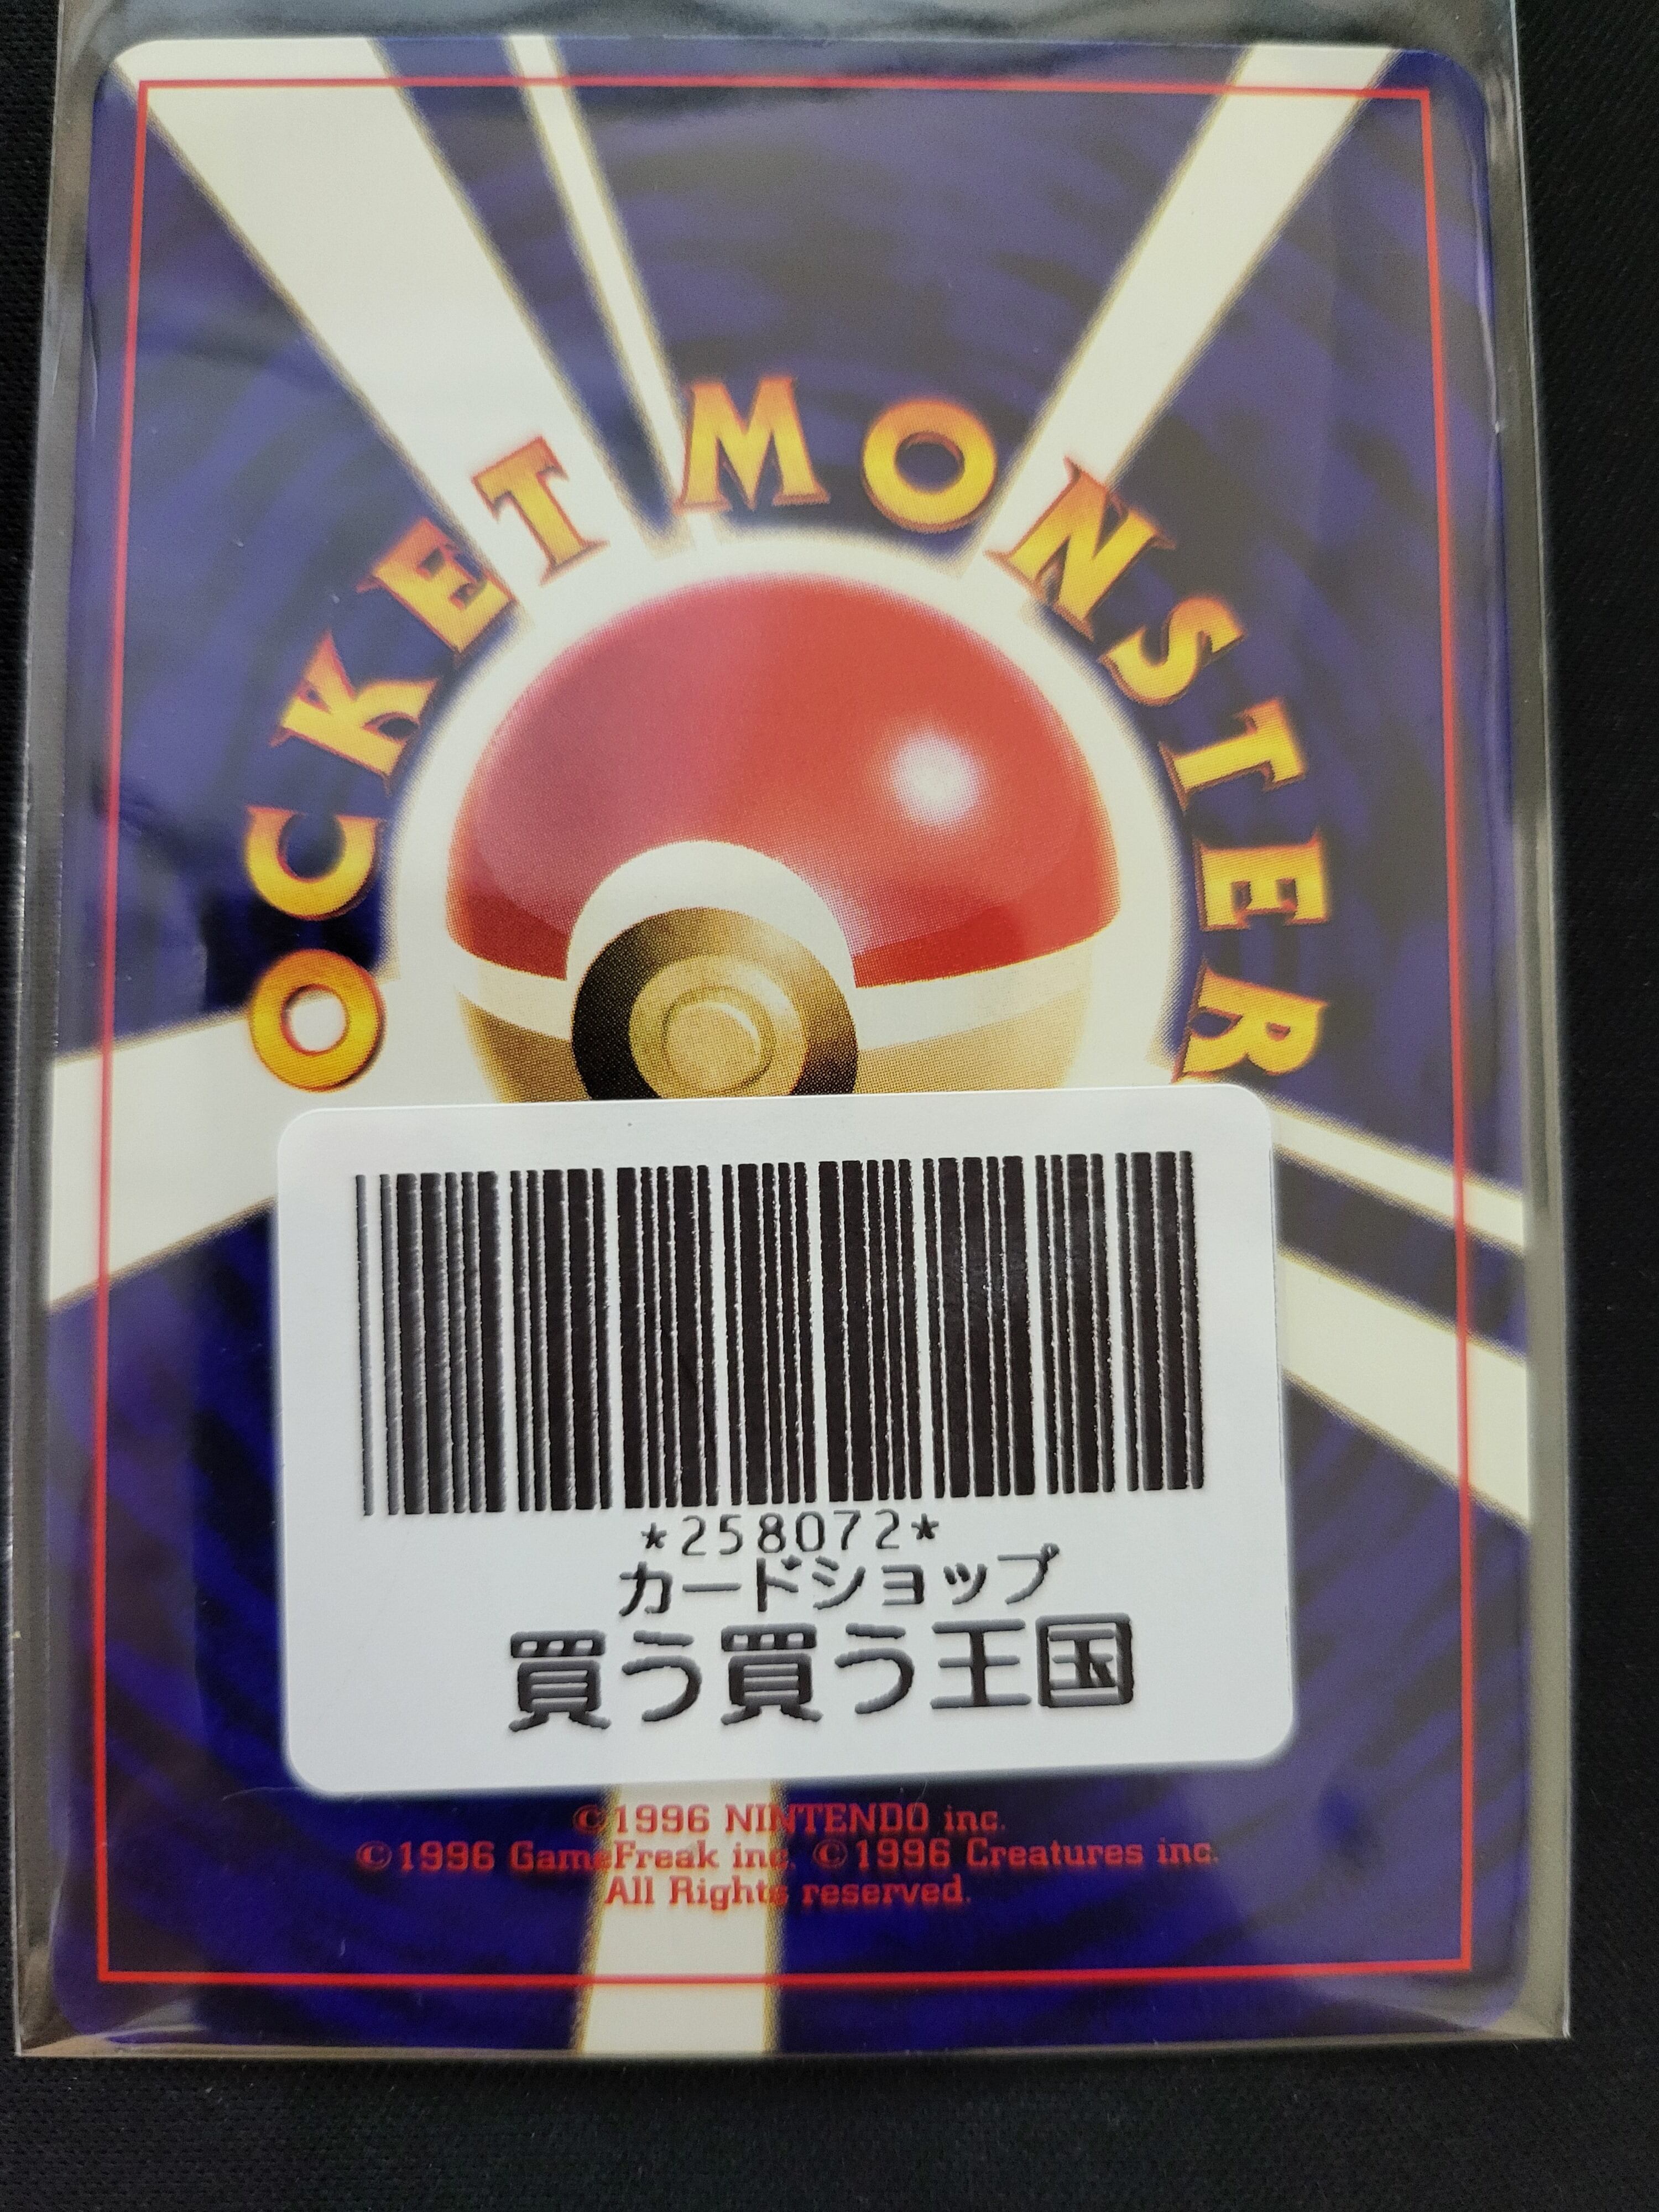 OCKET MONSTER
*258072*
カードショップ
買う買う王国
©1996 NINTENDO inc.
©1996 GameFreak inc. ©1996 Creatures inc.
All Rights reserved.